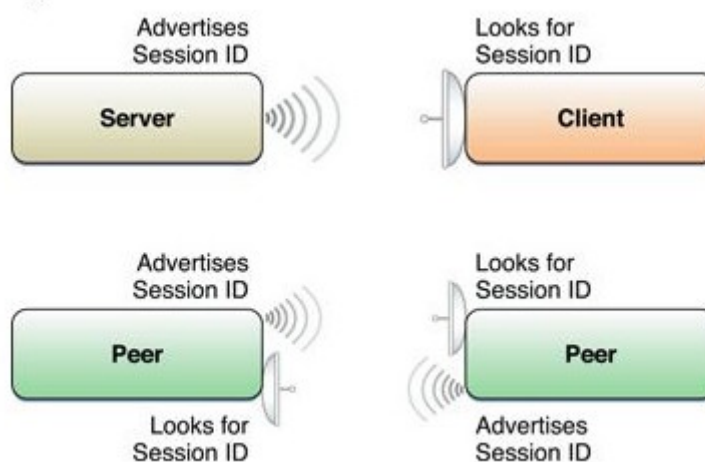 Advertises
Session ID
Looks for
Session ID
Server
Client
Advertises
Session ID
Looks for
Session ID
Peer
Peer
Looks for
Session ID
Advertises
Session ID